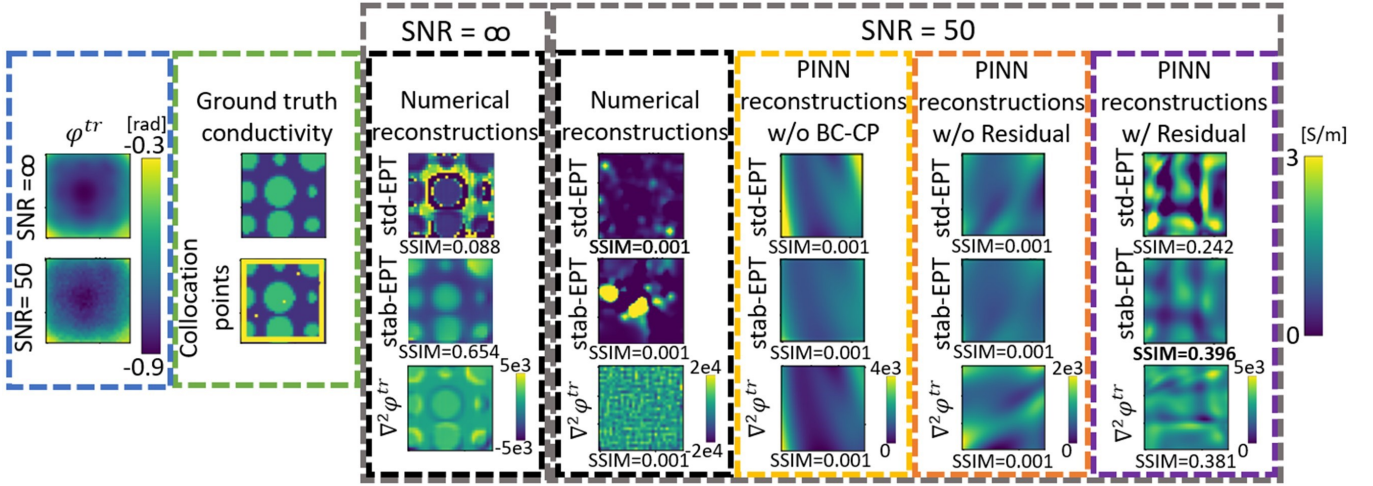 SNR = ∞
SNR = 50
φ^tr
[rad]
-0.3
-0.9
SNR =∞
SNR= 50
Ground truth
conductivity
Collocation
points
Numerical
reconstructions
std-EPT
SSIM=0.088
stab-EPT
SSIM=0.654
∇²φ^tr
5e3
-5e3
Numerical
reconstructions
std-EPT
SSIM=0.001
stab-EPT
SSIM=0.001
∇²φ^tr
2e4
-2e4
SSIM=0.001
PINN
reconstructions
w/o BC-CP
std-EPT
SSIM=0.001
stab-EPT
SSIM=0.001
∇²φ^tr
4e3
0
SSIM=0.001
PINN
reconstructions
w/o Residual
std-EPT
SSIM=0.001
stab-EPT
SSIM=0.001
∇²φ^tr
2e3
0
SSIM=0.001
PINN
reconstructions
w/ Residual
std-EPT
SSIM=0.242
stab-EPT
SSIM=0.396
∇²φ^tr
5e3
0
SSIM=0.381
[S/m]
3
0